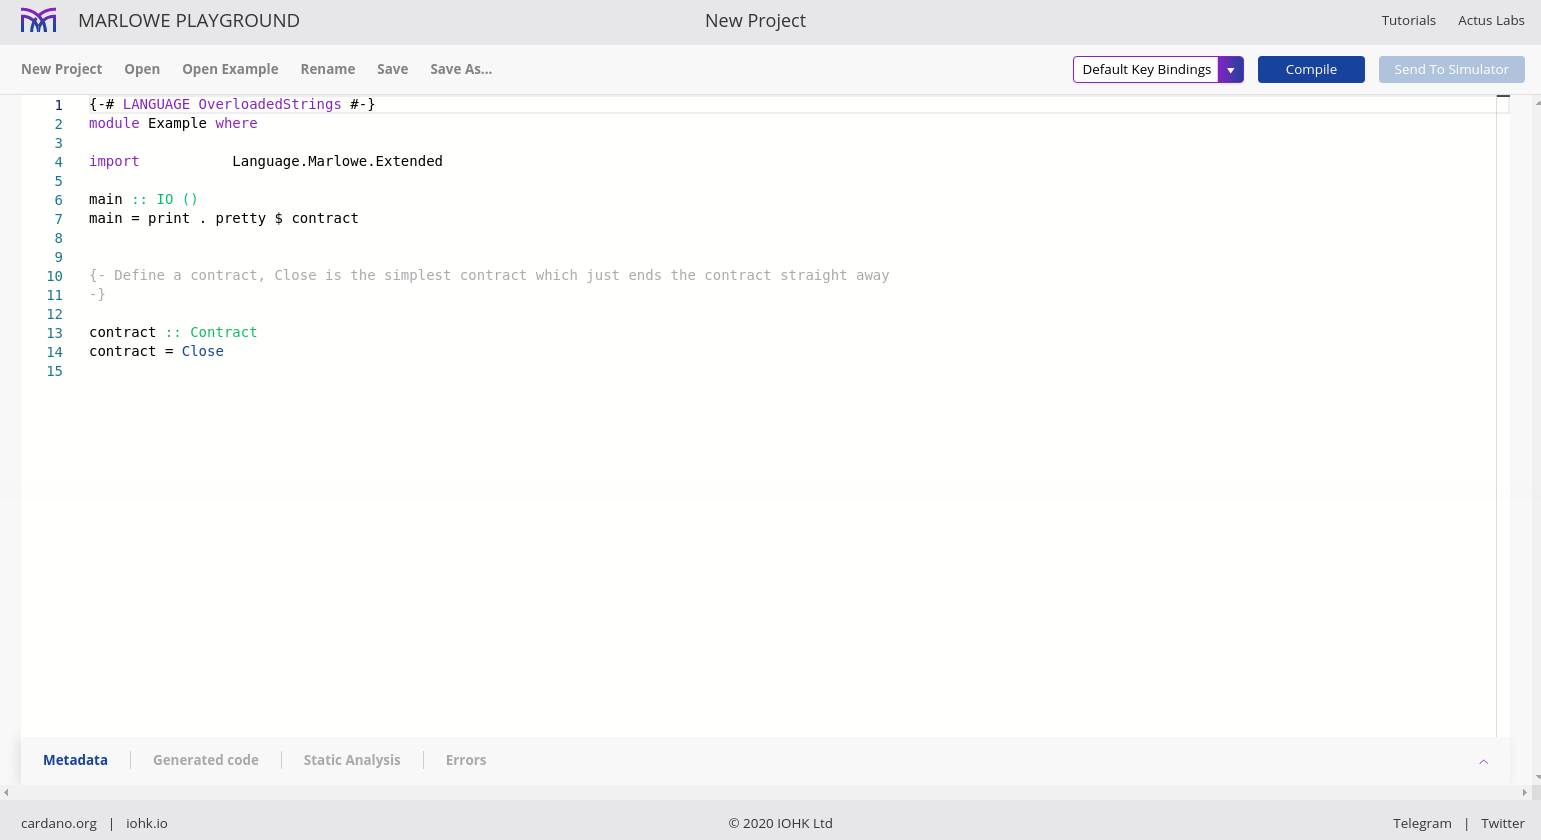 MARLOWE PLAYGROUND New Project Tutorials Actus Labs
New Project Open Open Example Rename Save Save As... Default Key Bindings Compile Send To Simulator
1 {-# LANGUAGE OverloadedStrings #-}
2 module Example where
3
4 import           Language.Marlowe.Extended
5
6 main :: IO ()
7 main = print . pretty $ contract
8
9
10 {- Define a contract, Close is the simplest contract which just ends the contract straight away
11 -}
12
13 contract :: Contract
14 contract = Close
15
Metadata Generated code Static Analysis Errors
cardano.org | iohk.io © 2020 IOHK Ltd Telegram | Twitter